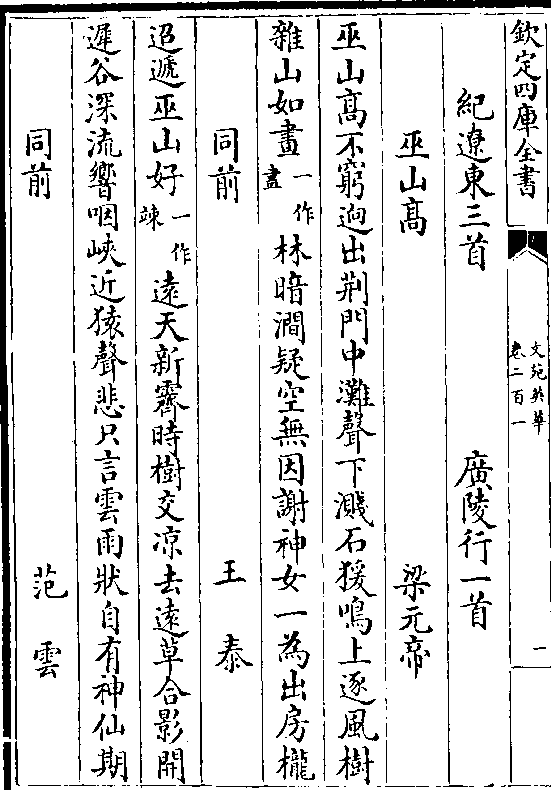 欽定四庫全書
文苑英華
卷二百一
一
紀遼東三首　廣陵行一首
巫山高　梁元帝
巫山高不窮逈出荆門中灘聲下濺石猨鳴上逐風樹
雜山如畫一作盡林暗澗疑空無因謝神女一為出房櫳
同前　王泰
迢遞巫山好一作竦遠天新霽時樹交凉去遠草合影開
遲谷深流響咽峽近猿聲悲只言雲雨狀自有神仙期
同前　范雲